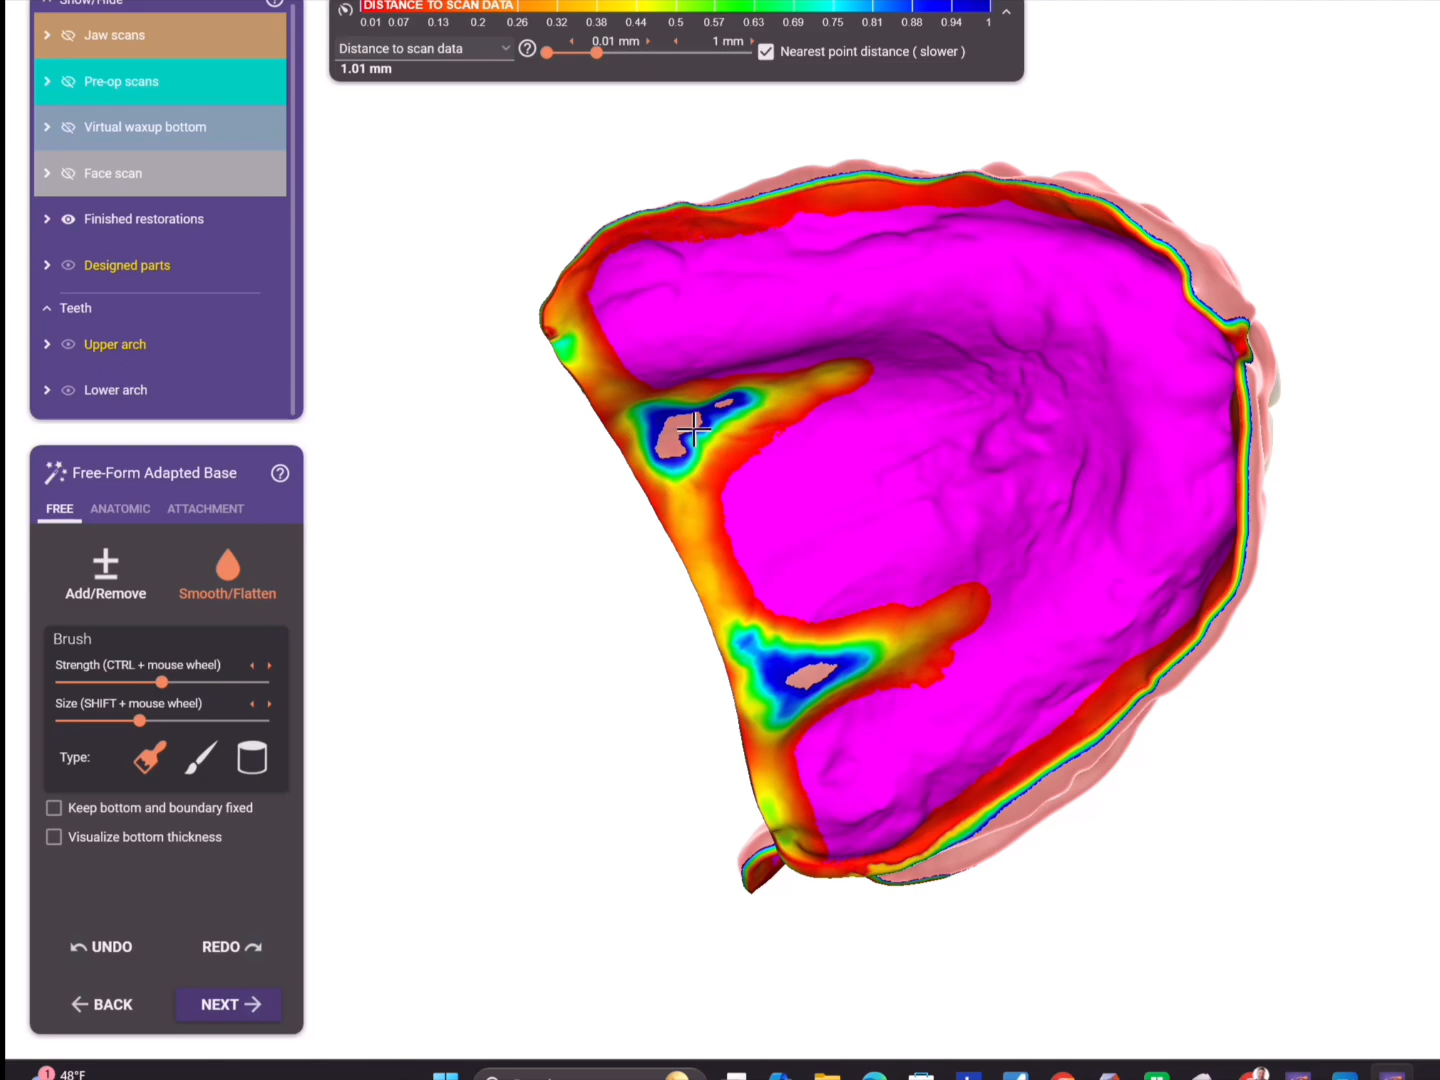 Show/Hide
Jaw scans
Pre-op scans
Virtual waxup bottom
Face scan
Finished restorations
Designed parts
Teeth
Upper arch
Lower arch
DISTANCE TO SCAN DATA
0.01 0.07 0.13 0.2 0.26 0.32 0.38 0.44 0.5 0.57 0.63 0.69 0.75 0.81 0.88 0.94 1
Distance to scan data
0.01 mm 1 mm
Nearest point distance ( slower )
1.01 mm
Free-Form Adapted Base
FREE ANATOMIC ATTACHMENT
Add/Remove Smooth/Flatten
Brush
Strength (CTRL + mouse wheel)
Size (SHIFT + mouse wheel)
Type:
Keep bottom and boundary fixed
Visualize bottom thickness
UNDO REDO
BACK NEXT
1
48°F